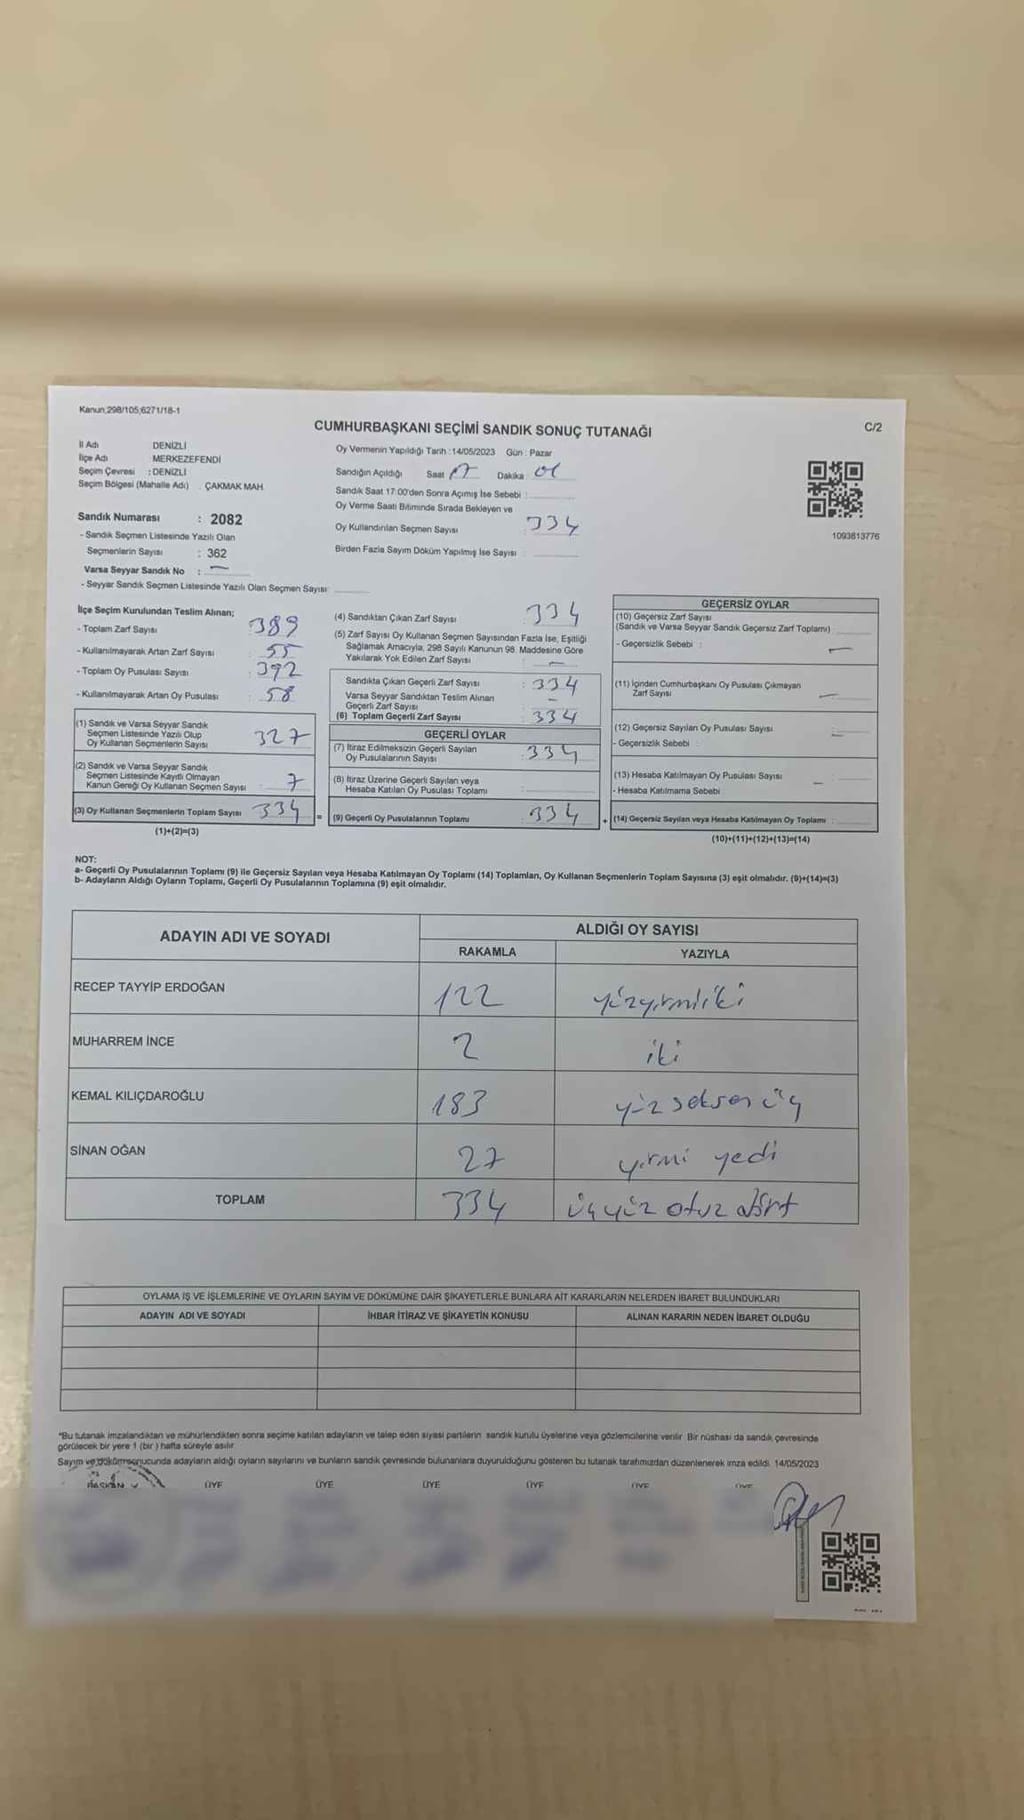 Kanun,298/105;6271/18-1
CUMHURBAŞKANI SEÇİMİ SANDIK SONUÇ TUTANAĞI
C/2
İl Adı DENİZLİ
İlçe Adı MERKEZEFENDİ
Seçim Çevresi : DENİZLİ
Seçim Bölgesi (Mahalle Adı) . ÇAKMAK MAH.
Sandık Numarası : 2082
- Sandık Seçmen Listesinde Yazılı Olan
Seçmenlerin Sayısı : 362
Varsa Seyyar Sandık No : —
- Seyyar Sandık Seçmen Listesinde Yazılı Olan Seçmen Sayısı:
Oy Vermenin Yapıldığı Tarih :14/05/2023 Gün : Pazar
Sandığın Açıldığı Saat 17 Dakika 01
Sandık Saat 17:00'den Sonra Açımış İse Sebebi :
Oy Verme Saati Bitiminde Sırada Bekleyen ve
Oy Kullandırılan Seçmen Sayısı 334
Birden Fazla Sayım Döküm Yapılmış İse Sayısı :
1093813776
İlçe Seçim Kurulundan Teslim Alınan;
- Toplam Zarf Sayısı 389
- Kullanılmayarak Artan Zarf Sayısı 55
- Toplam Oy Pusulası Sayısı 392
- Kullanılmayarak Artan Oy Pusulası 58
(1) Sandık ve Varsa Seyyar Sandık
Seçmen Listesinde Yazılı Olup
Oy Kullanan Seçmenlerin Sayısı 327
(2) Sandık ve Varsa Seyyar Sandık
Seçmen Listesinde Kayıtlı Olmayan
Kanun Gereği Oy Kullanan Seçmen Sayısı 7
(3) Oy Kullanan Seçmenlerin Toplam Sayısı 334
(1)+(2)=(3)
(4) Sandıktan Çıkan Zarf Sayısı 334
(5) Zarf Sayısı Oy Kullanan Seçmen Sayısından Fazla İse, Eşitliği
Sağlamak Amacıyla, 298 Sayılı Kanunun 98. Maddesine Göre
Yakılarak Yok Edilen Zarf Sayısı —
Sandıkta Çıkan Geçerli Zarf Sayısı : 334
Varsa Seyyar Sandıktan Teslim Alınan
Geçerli Zarf Sayısı —
(6) Toplam Geçerli Zarf Sayısı 334
GEÇERLİ OYLAR
(7) İtiraz Edilmeksizin Geçerli Sayılan
Oy Pusulalarının Sayısı : 334
(8) İtiraz Üzerine Geçerli Sayılan veya
Hesaba Katılan Oy Pusulası Toplamı :
= (9) Geçerli Oy Pusulalarının Toplamı 334
GEÇERSİZ OYLAR
(10) Geçersiz Zarf Sayısı
(Sandık ve Varsa Seyyar Sandık Geçersiz Zarf Toplamı)
- Geçersizlik Sebebi : —
(11) İçinden Cumhurbaşkanı Oy Pusulası Çıkmayan
Zarf Sayısı —
(12) Geçersiz Sayılan Oy Pusulası Sayısı : —
- Geçersizlik Sebebi
(13) Hesaba Katılmayan Oy Pusulası Sayısı —
- Hesaba Katılmama Sebebi
+ (14) Geçersiz Sayılan veya Hesaba Katılmayan Oy Toplamı :
(10)+(11)+(12)+(13)=(14)
NOT:
a- Geçerli Oy Pusulalarının Toplamı (9) ile Geçersiz Sayılan veya Hesaba Katılmayan Oy Toplamı (14) Toplamları, Oy Kullanan Seçmenlerin Toplam Sayısına (3) eşit olmalıdır. (9)+(14)=(3)
b- Adayların Aldığı Oyların Toplamı, Geçerli Oy Pusulalarının Toplamına (9) eşit olmalıdır.
ADAYIN ADI VE SOYADI ALDIĞI OY SAYISI
RAKAMLA YAZIYLA
RECEP TAYYİP ERDOĞAN 122 yüzyirmiiki
MUHARREM İNCE 2 iki
KEMAL KILIÇDAROĞLU 183 yüz seksen üç
SİNAN OĞAN 27 yirmi yedi
TOPLAM 334 üçyüz otuz dört
OYLAMA İŞ VE İŞLEMLERİNE VE OYLARIN SAYIM VE DÖKÜMÜNE DAİR ŞİKAYETLERLE BUNLARA AİT KARARLARIN NELERDEN İBARET BULUNDUKLARI
ADAYIN ADI VE SOYADI İHBAR İTİRAZ VE ŞİKAYETİN KONUSU ALINAN KARARIN NEDEN İBARET OLDUĞU
*Bu tutanak imzalandıktan ve mühürlendikten sonra seçime katılan adayların ve talep eden siyasi partilerin sandık kurulu üyelerine veya gözlemcilerine verilir. Bir nüshası da sandık çevresinde
görülecek bir yere 1 (bir ) hafta süreyle asılır.
Sayım ve dökümsonucunda adayların aldığı oyların sayılarını ve bunların sandık çevresinde bulunanlara duyurulduğunu gösteren bu tutanak tarafımızdan düzenlenerek imza edildi. 14/05/2023
BAŞKAN ÜYE ÜYE ÜYE ÜYE ÜYE ÜYE